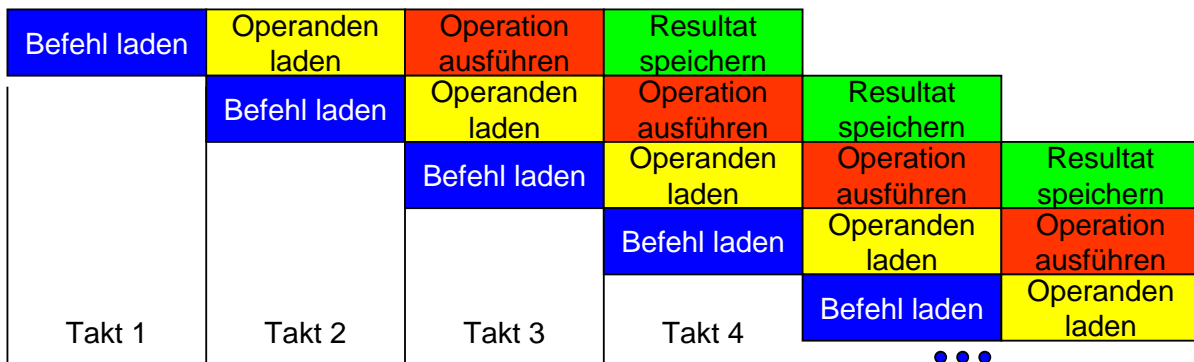 Befehl laden
Operanden
laden
Operation
ausführen
Resultat
speichern
Befehl laden
Operanden
laden
Operation
ausführen
Resultat
speichern
Befehl laden
Operanden
laden
Operation
ausführen
Resultat
speichern
Befehl laden
Operanden
laden
Operation
ausführen
Befehl laden
Operanden
laden
Takt 1
Takt 2
Takt 3
Takt 4